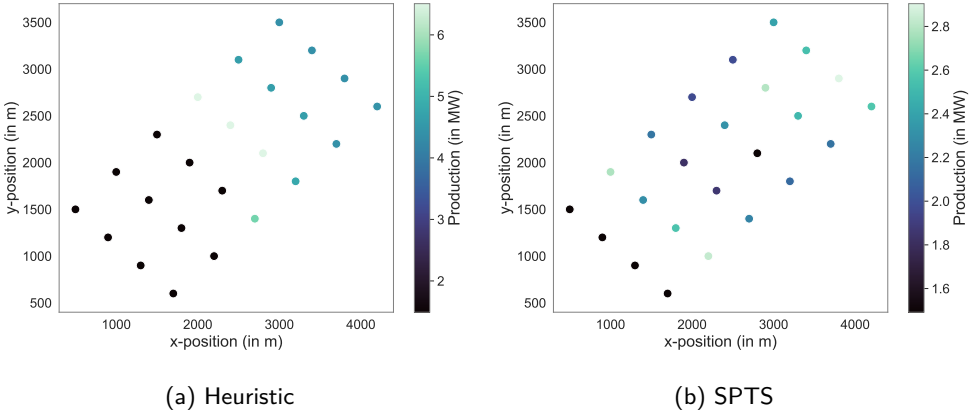 3500
3000
2500
2000
1500
1000
500
y-position (in m)
1000 2000 3000 4000
x-position (in m)
6
5
4
3
2
Production (in MW)
(a) Heuristic
3500
3000
2500
2000
1500
1000
500
y-position (in m)
1000 2000 3000 4000
x-position (in m)
2.8
2.6
2.4
2.2
2.0
1.8
1.6
Production (in MW)
(b) SPTS